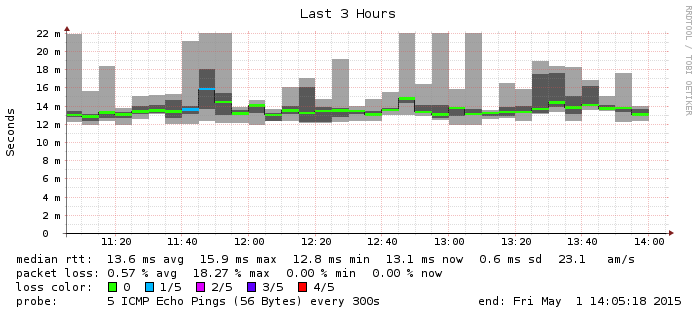 Last 3 Hours
RRDTOOL / TOBI OETIKER
Seconds
22 m
20 m
18 m
16 m
14 m
12 m
10 m
8 m
6 m
4 m
2 m
0
11:20 11:40 12:00 12:20 12:40 13:00 13:20 13:40 14:00
median rtt: 13.6 ms avg 15.9 ms max 12.8 ms min 13.1 ms now 0.6 ms sd 23.1 am/s
packet loss: 0.57 % avg 18.27 % max 0.00 % min 0.00 % now
loss color: 0 1/5 2/5 3/5 4/5
probe: 5 ICMP Echo Pings (56 Bytes) every 300s end: Fri May 1 14:05:18 2015